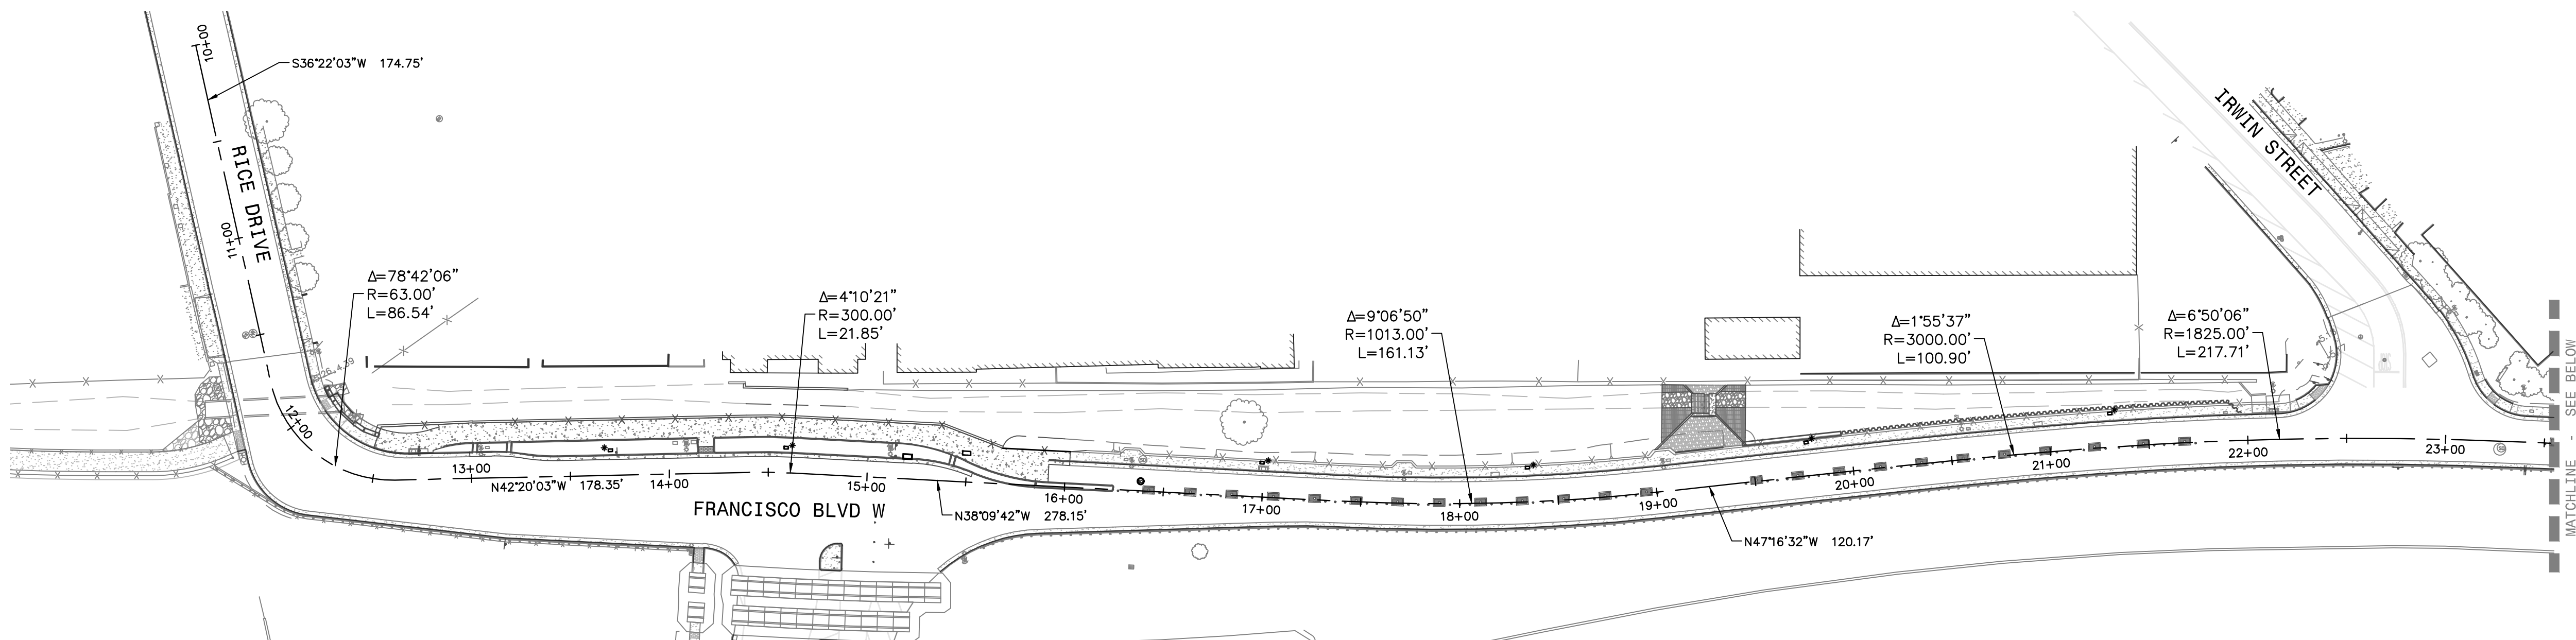 10+00
S36°22'03"W 174.75'
RICE DRIVE
11+00
Δ=78°42'06"
R=63.00'
L=86.54'
12+00
13+00
N42°20'03"W 178.35'
14+00
Δ=4°10'21"
R=300.00'
L=21.85'
15+00
FRANCISCO BLVD W
N38°09'42"W 278.15'
16+00
17+00
Δ=9°06'50"
R=1013.00'
L=161.13'
18+00
19+00
N47°16'32"W 120.17'
20+00
Δ=1°55'37"
R=3000.00'
L=100.90'
21+00
Δ=6°50'06"
R=1825.00'
L=217.71'
22+00
23+00
IRWIN STREET
MATCHLINE - SEE BELOW